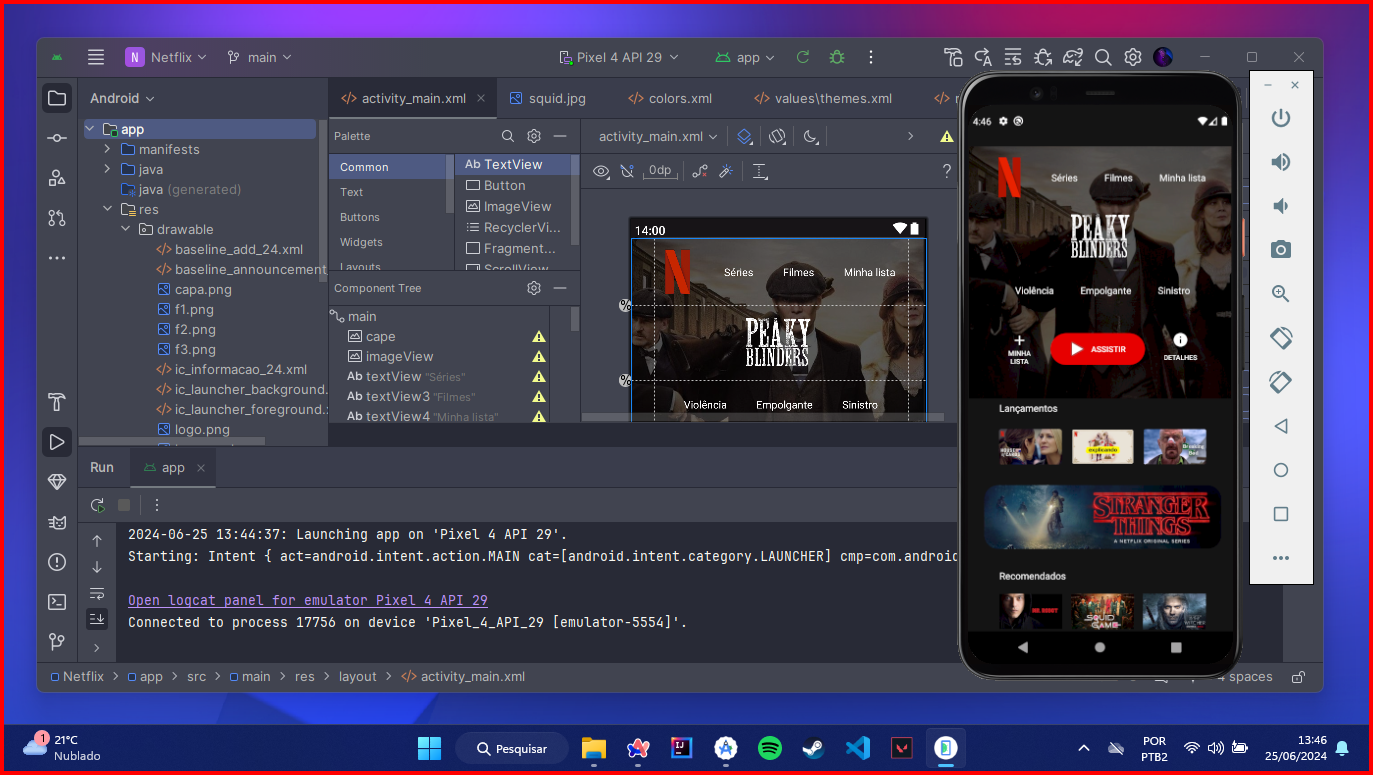 N Netflix main Pixel 4 API 29 app
Android
app
manifests
java
java (generated)
res
drawable
baseline_add_24.xml
baseline_announcement
capa.png
f1.png
f2.png
f3.png
ic_informacao_24.xml
ic_launcher_background.
ic_launcher_foreground.
logo.png
activity_main.xml squid.jpg colors.xml values\themes.xml
Palette
Common
Text
Buttons
Widgets
Layouts
Ab TextView
Button
ImageView
RecyclerVi...
Fragment...
ScrollView
Component Tree
main
cape
imageView
Ab textView "Séries"
Ab textView3 "Filmes"
Ab textView4 "Minha lista"
activity_main.xml
0dp
?
14:00
Séries Filmes Minha lista
PEAKY
BLINDERS
Violência Empolgante Sinistro
4:46
Séries Filmes Minha lista
PEAKY
BLINDERS
Violência Empolgante Sinistro
MINHA
LISTA
ASSISTIR
DETALHES
Lançamentos
explicando
Breaking
Bad
STRANGER
THINGS
A NETFLIX ORIGINAL SERIES
Recomendados
MR. ROBOT
SQUID
GAME
Run app
2024-06-25 13:44:37: Launching app on 'Pixel 4 API 29'.
Starting: Intent { act=android.intent.action.MAIN cat=[android.intent.category.LAUNCHER] cmp=com.android
Open logcat panel for emulator Pixel 4 API 29
Connected to process 17756 on device 'Pixel_4_API_29 [emulator-5554]'.
Netflix > app > src > main > res > layout > activity_main.xml
4 spaces
1
21°C
Nublado
Pesquisar
IJ
POR
PTB2
13:46
25/06/2024